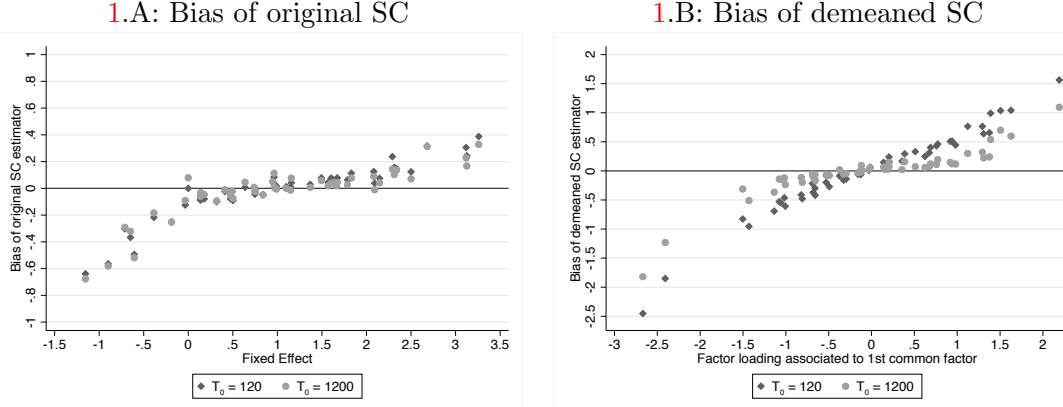 1.A: Bias of original SC
Bias of original SC estimator
1
.8
.6
.4
.2
0
-.2
-.4
-.6
-.8
-1
-1.5 -1 -.5 0 .5 1 1.5 2 2.5 3 3.5
Fixed Effect
T0 = 120 T0 = 1200
1.B: Bias of demeaned SC
Bias of demeaned SC estimator
2
1.5
1
.5
0
-.5
-1
-1.5
-2
-2.5
-3 -2.5 -2 -1.5 -1 -.5 0 .5 1 1.5 2
Factor loading associated to 1st common factor
T0 = 120 T0 = 1200